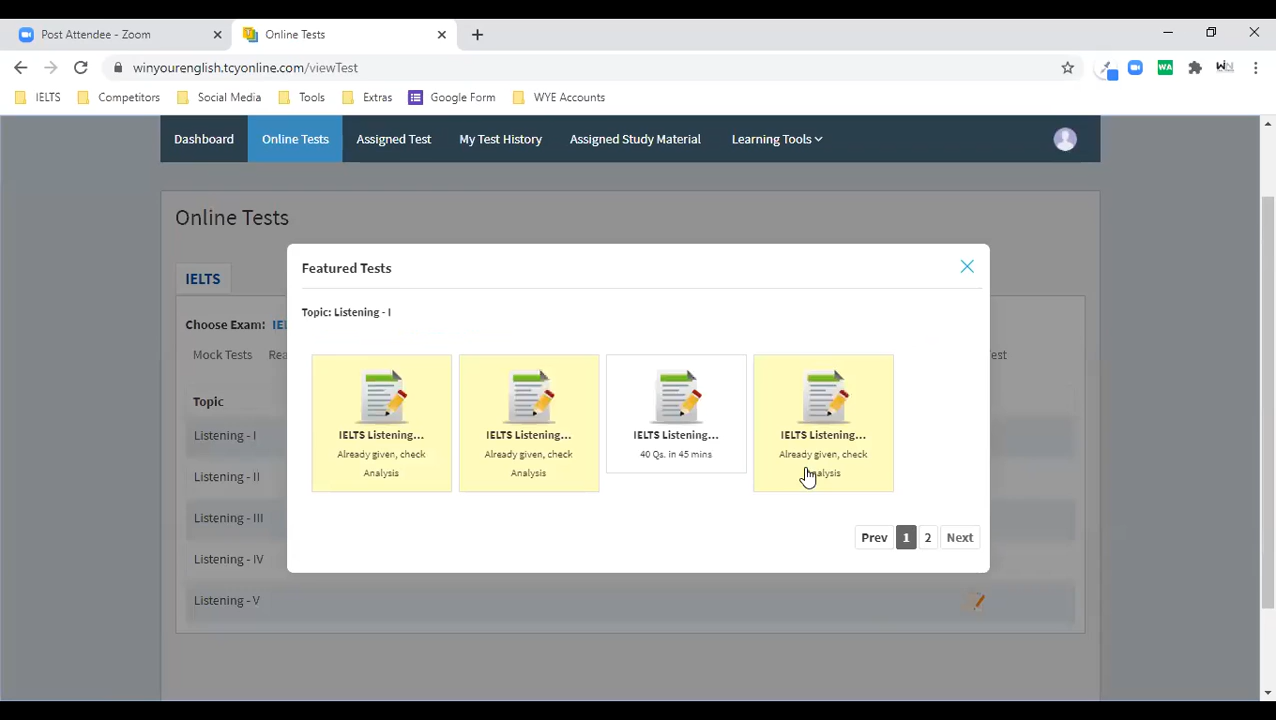 Post Attendee - Zoom
Online Tests
winyourenglish.tcyonline.com/viewTest
WA
IELTS
Competitors
Social Media
Tools
Extras
Google Form
WYE Accounts
Dashboard
Online Tests
Assigned Test
My Test History
Assigned Study Material
Learning Tools
Online Tests
IELTS
Featured Tests
Topic: Listening - I
Choose Exam:
Mock Tests
Topic
Listening - I
Listening - II
Listening - III
Listening - IV
Listening - V
IELTS Listening...
Already given, check
Analysis
IELTS Listening...
Already given, check
Analysis
IELTS Listening...
40 Qs. in 45 mins
IELTS Listening...
Already given, check
Analysis
Prev 1 2 Next